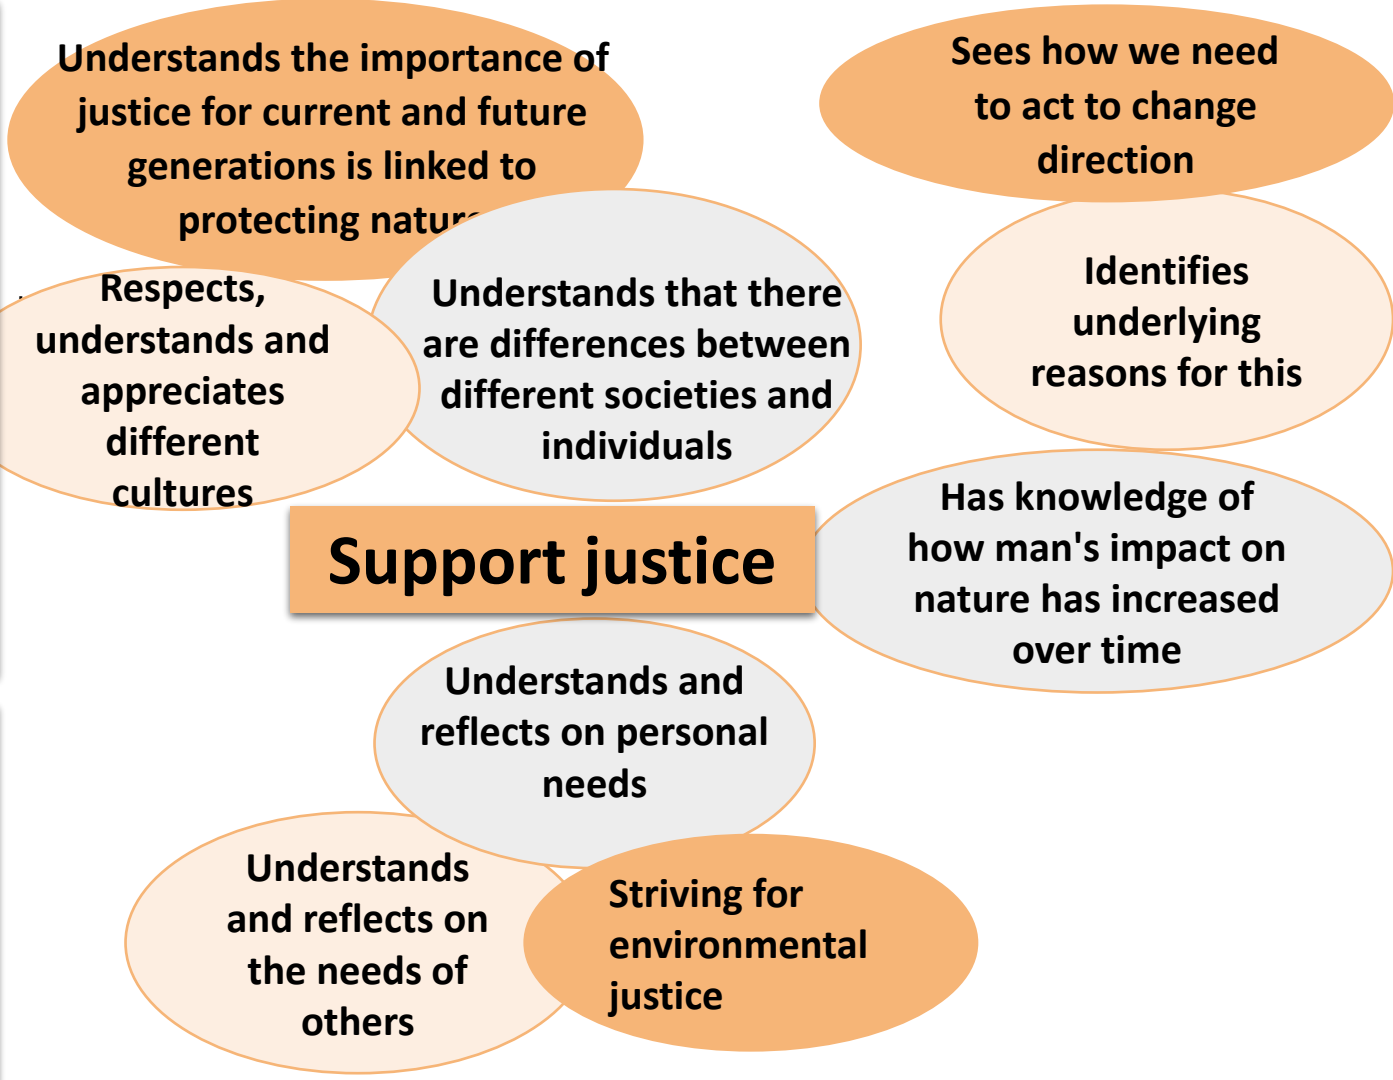 Understands the importance of
justice for current and future
generations is linked to
protecting nature
Sees how we need
to act to change
direction
Respects,
understands and
appreciates
different
cultures
Understands that there
are differences between
different societies and
individuals
Identifies
underlying
reasons for this
Support justice
Has knowledge of
how man's impact on
nature has increased
over time
Understands and
reflects on personal
needs
Understands
and reflects on
the needs of
others
Striving for
environmental
justice